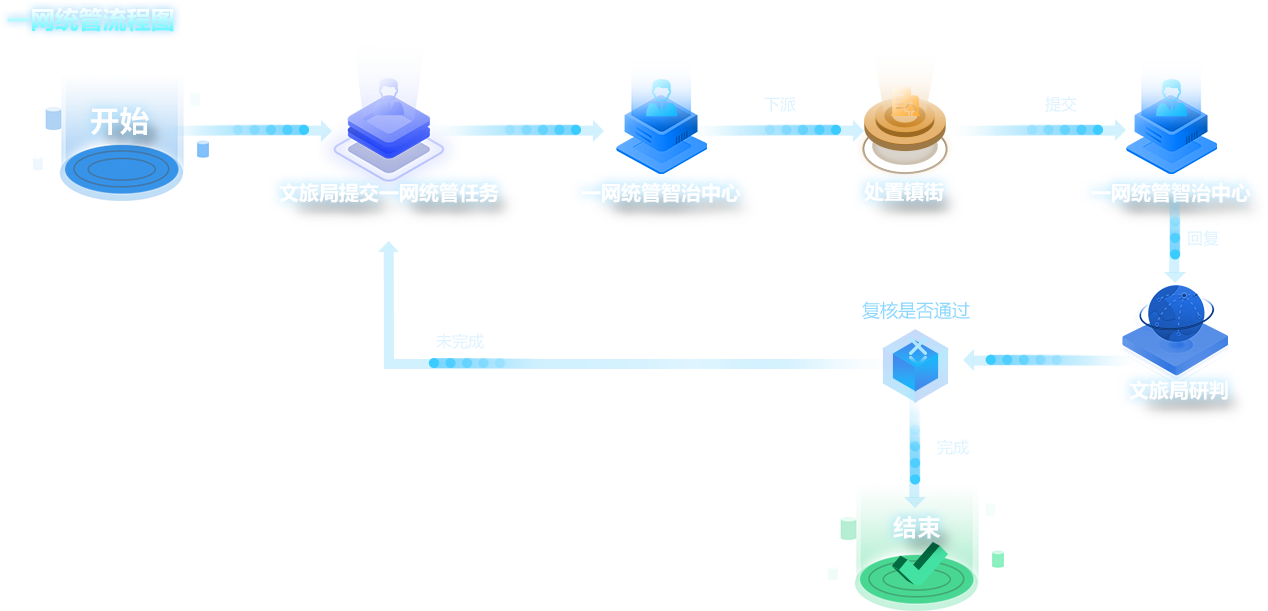 一网统管流程图
开始
下派
提交
文旅局提交一网统管任务
一网统管智治中心
处置镇街
一网统管智治中心
回复
复核是否通过
未完成
文旅局研判
完成
结束